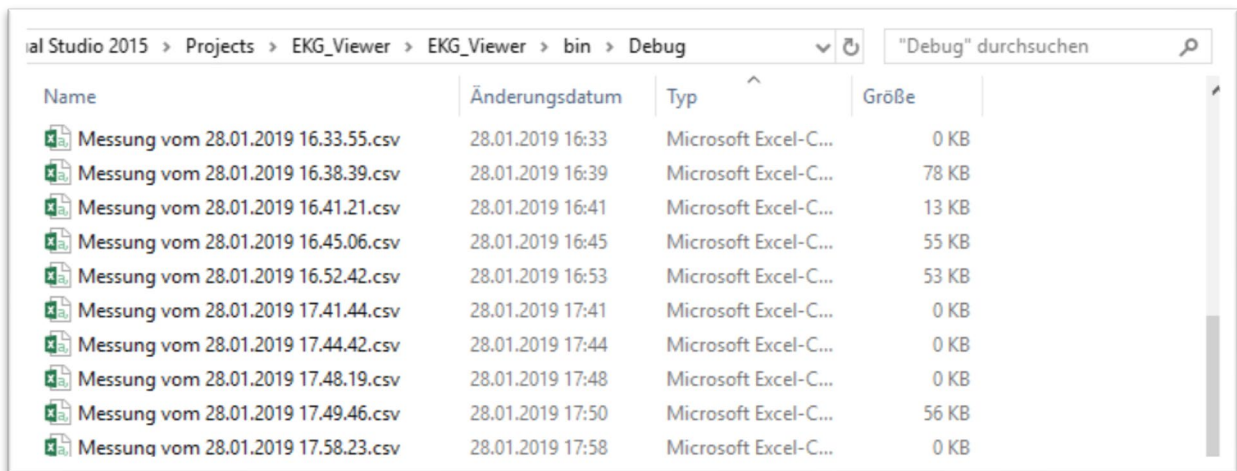 ial Studio 2015 > Projects > EKG_Viewer > EKG_Viewer > bin > Debug "Debug" durchsuchen
Name Änderungsdatum Typ Größe
Messung vom 28.01.2019 16.33.55.csv 28.01.2019 16:33 Microsoft Excel-C... 0 KB
Messung vom 28.01.2019 16.38.39.csv 28.01.2019 16:39 Microsoft Excel-C... 78 KB
Messung vom 28.01.2019 16.41.21.csv 28.01.2019 16:41 Microsoft Excel-C... 13 KB
Messung vom 28.01.2019 16.45.06.csv 28.01.2019 16:45 Microsoft Excel-C... 55 KB
Messung vom 28.01.2019 16.52.42.csv 28.01.2019 16:53 Microsoft Excel-C... 53 KB
Messung vom 28.01.2019 17.41.44.csv 28.01.2019 17:41 Microsoft Excel-C... 0 KB
Messung vom 28.01.2019 17.44.42.csv 28.01.2019 17:44 Microsoft Excel-C... 0 KB
Messung vom 28.01.2019 17.48.19.csv 28.01.2019 17:48 Microsoft Excel-C... 0 KB
Messung vom 28.01.2019 17.49.46.csv 28.01.2019 17:50 Microsoft Excel-C... 56 KB
Messung vom 28.01.2019 17.58.23.csv 28.01.2019 17:58 Microsoft Excel-C... 0 KB